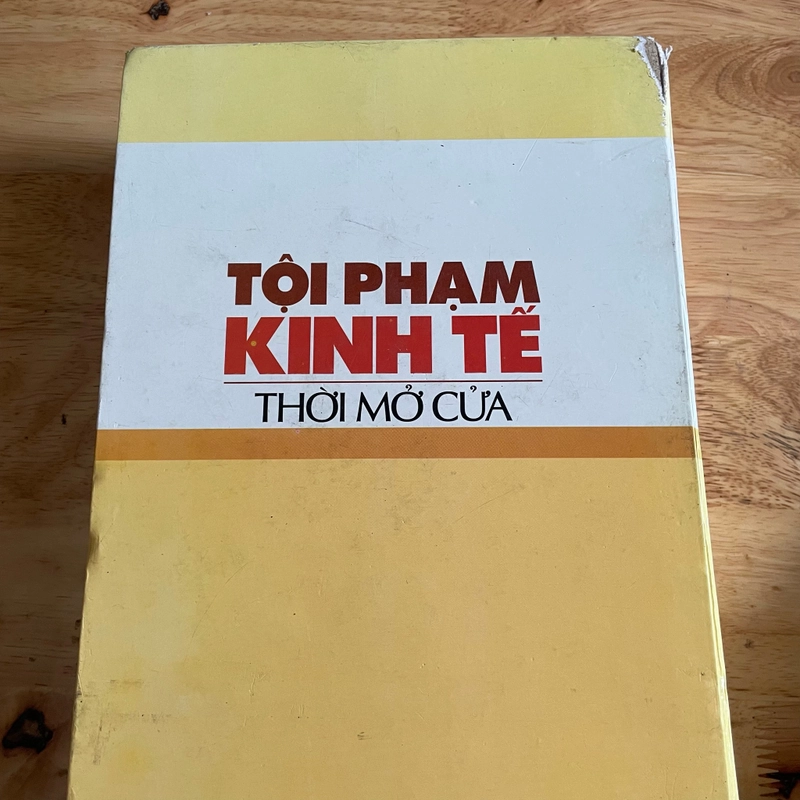 TỘI PHẠM
KINH TẾ
THỜI MỞ CỬA